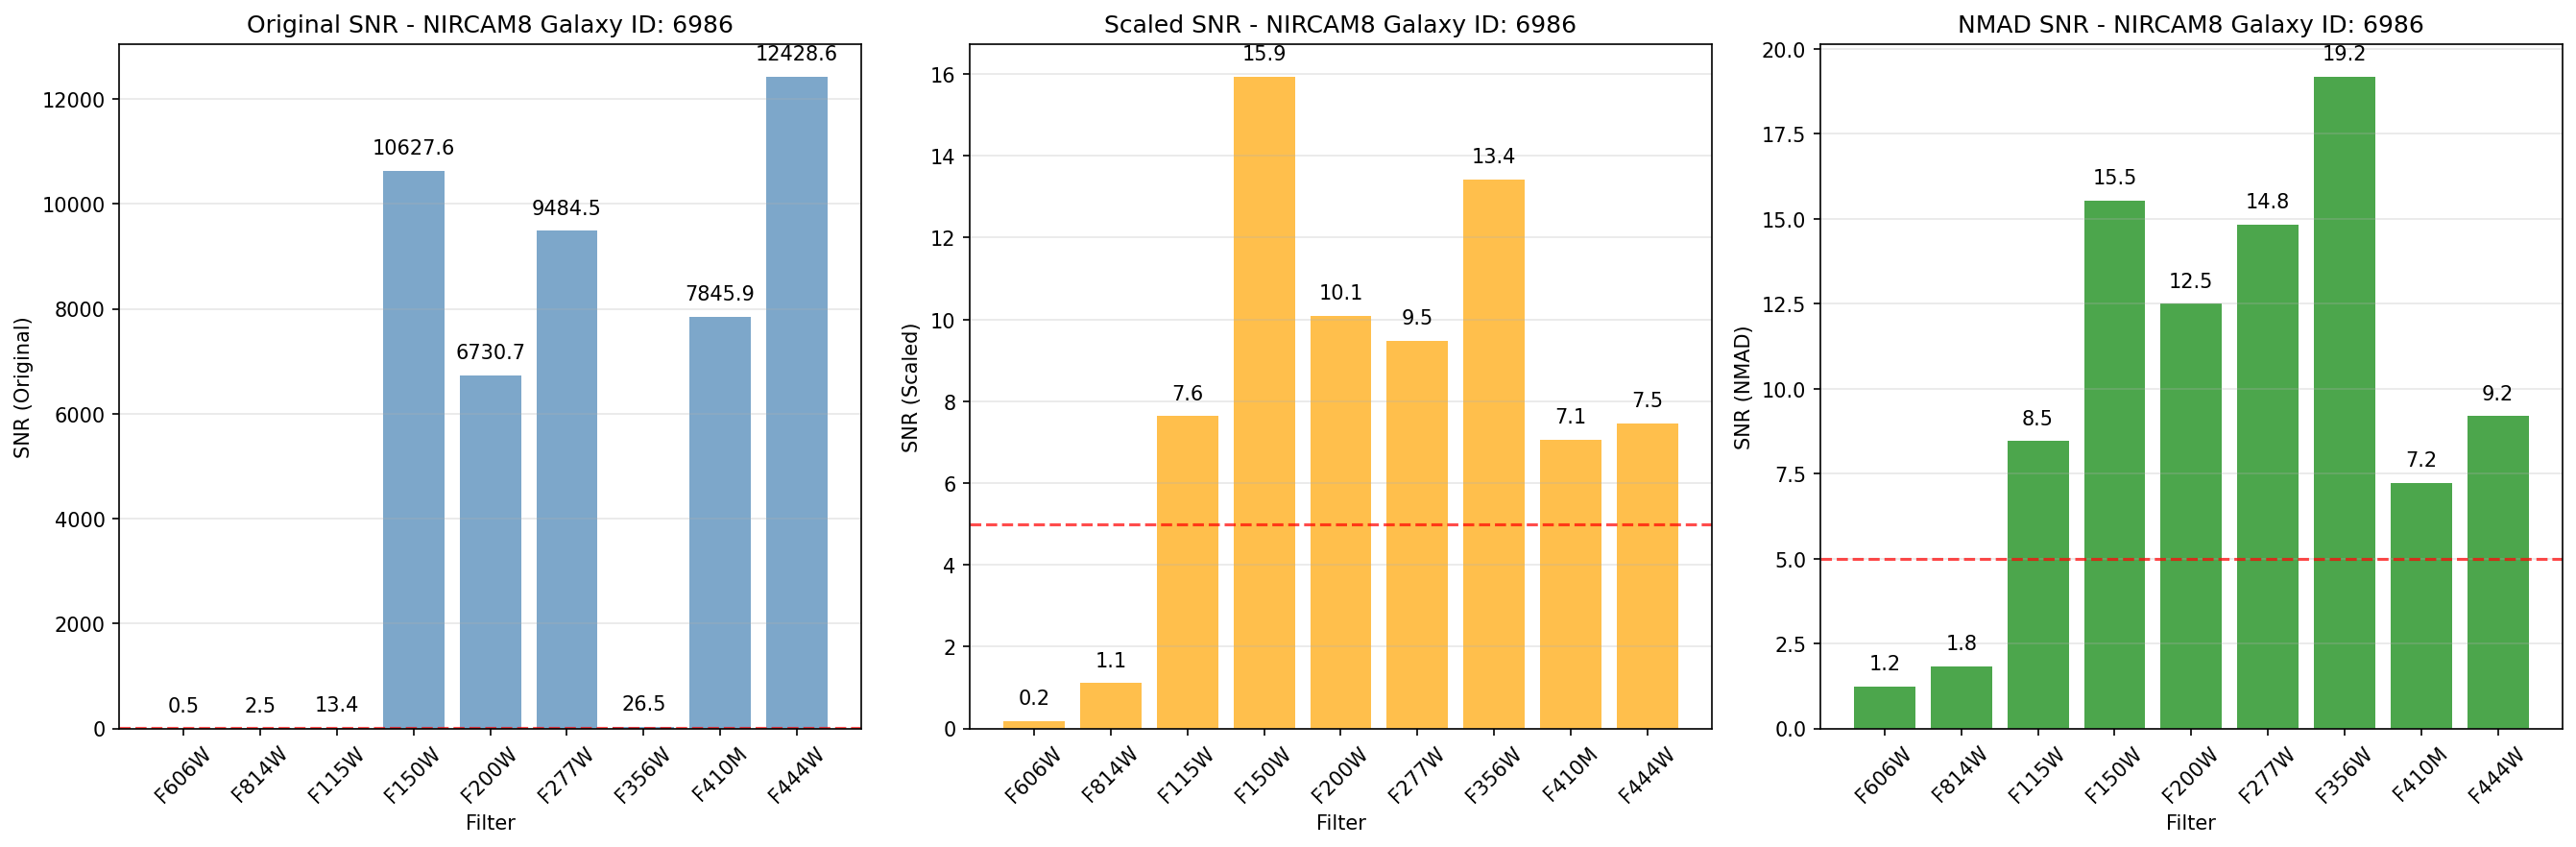 Original SNR - NIRCAM8 Galaxy ID: 6986
SNR (Original)
12000
10000
8000
6000
4000
2000
0
0.5
2.5
13.4
10627.6
6730.7
9484.5
26.5
7845.9
12428.6
F606W
F814W
F115W
F150W
F200W
F277W
F356W
F410M
F444W
Filter
Scaled SNR - NIRCAM8 Galaxy ID: 6986
SNR (Scaled)
16
14
12
10
8
6
4
2
0
0.2
1.1
7.6
15.9
10.1
9.5
13.4
7.1
7.5
F606W
F814W
F115W
F150W
F200W
F277W
F356W
F410M
F444W
Filter
NMAD SNR - NIRCAM8 Galaxy ID: 6986
SNR (NMAD)
20.0
17.5
15.0
12.5
10.0
7.5
5.0
2.5
0.0
1.2
1.8
8.5
15.5
12.5
14.8
19.2
7.2
9.2
F606W
F814W
F115W
F150W
F200W
F277W
F356W
F410M
F444W
Filter